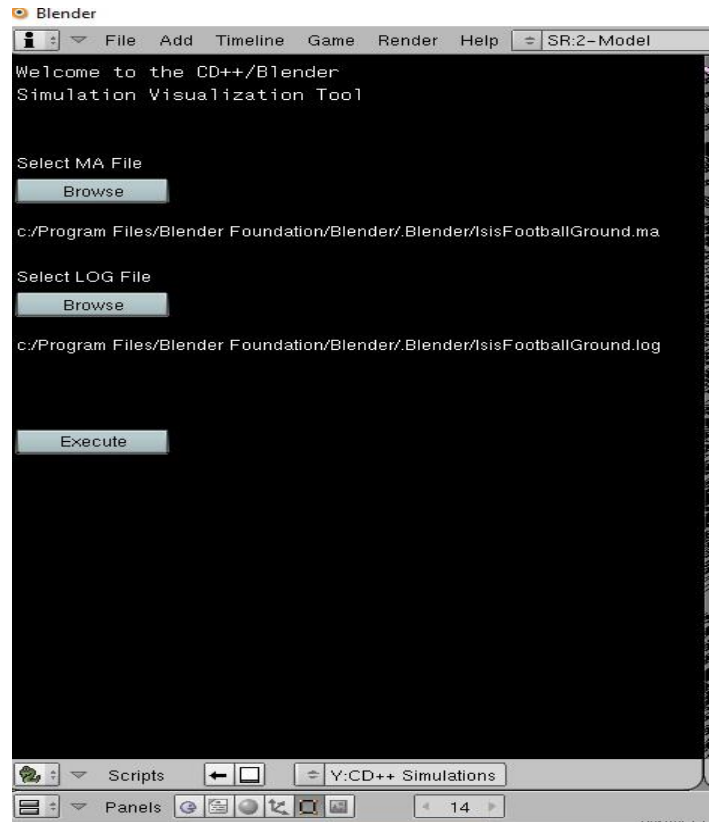 Blender
File Add Timeline Game Render Help SR:2-Model
Welcome to the CD++/Blender
Simulation Visualization Tool
Select MA File
Browse
c:/Program Files/Blender Foundation/Blender/.Blender/IsisFootballGround.ma
Select LOG File
Browse
c:/Program Files/Blender Foundation/Blender/.Blender/IsisFootballGround.log
Execute
Scripts Y:CD++ Simulations
Panels 14